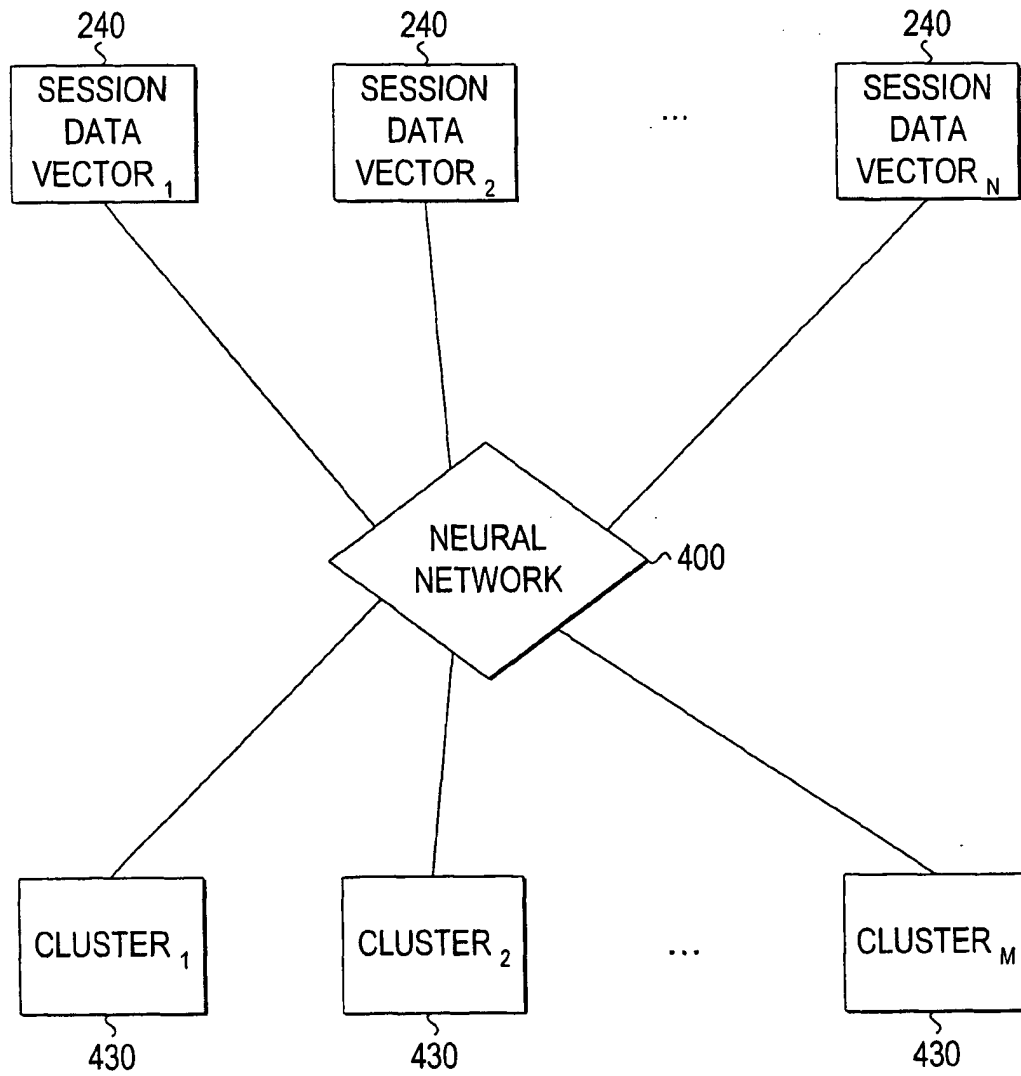 240 240 240
SESSION DATA VECTOR 1
SESSION DATA VECTOR 2
...
SESSION DATA VECTOR N
NEURAL NETWORK
400
CLUSTER 1
CLUSTER 2
...
CLUSTER M
430 430 430